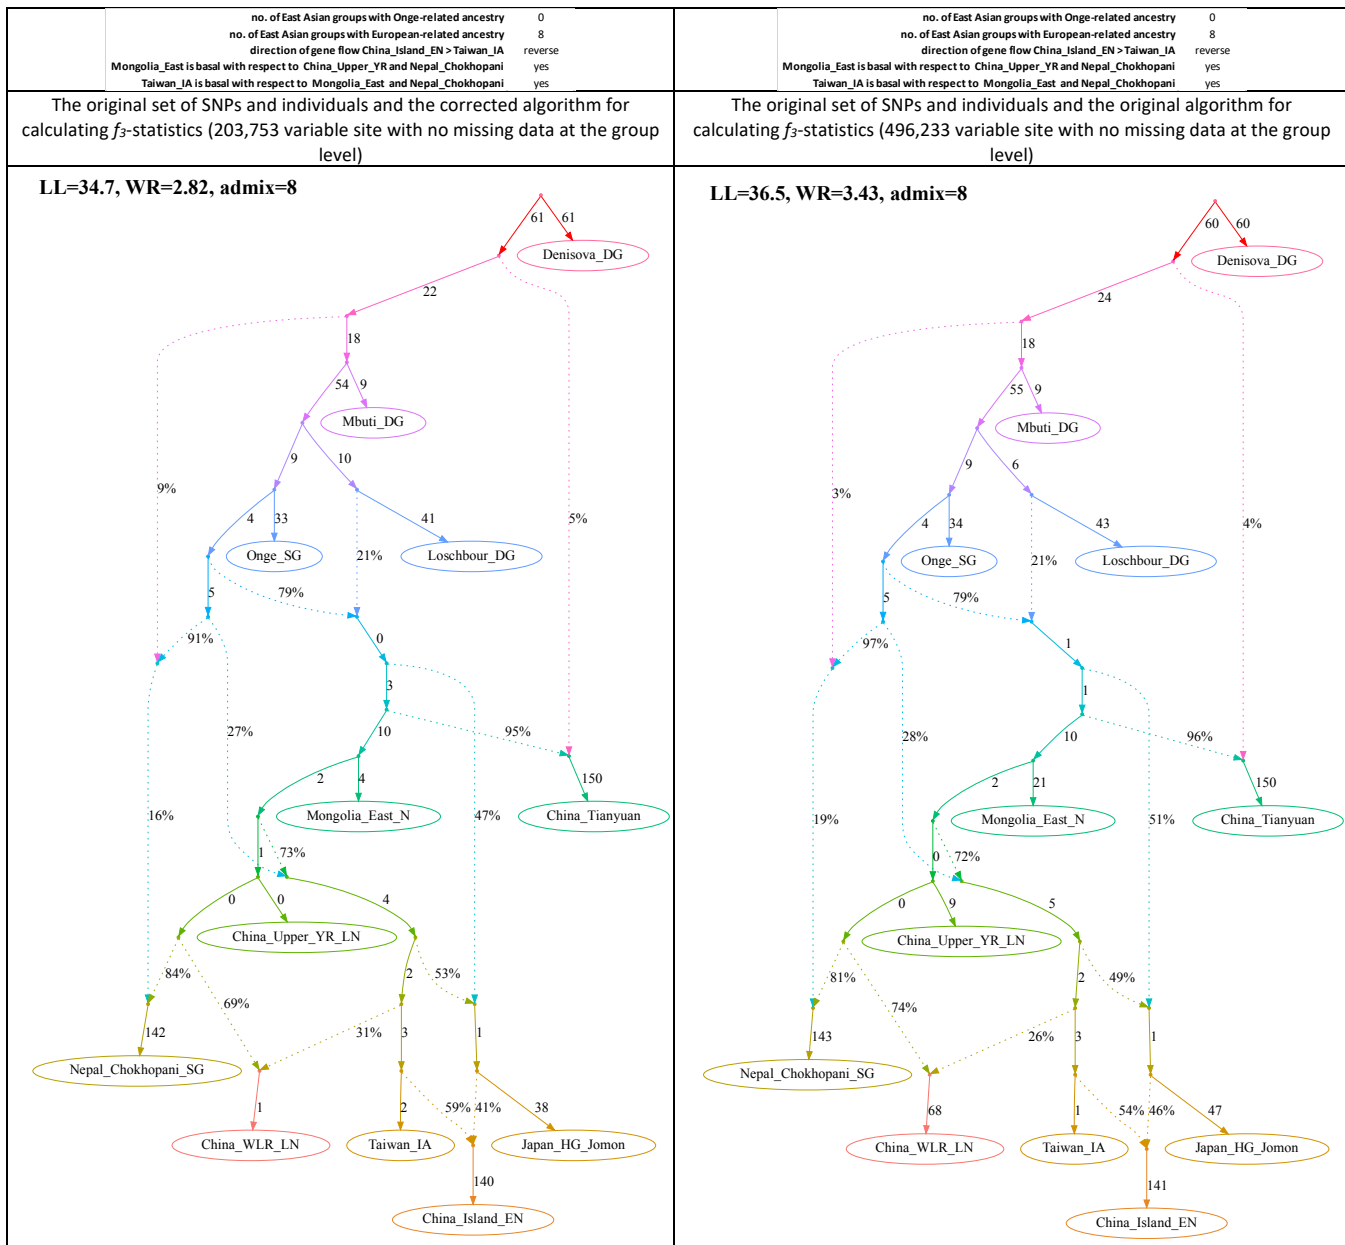 no. of East Asian groups with Onge-related ancestry 0
no. of East Asian groups with European-related ancestry 8
direction of gene flow China_Island_EN > Taiwan_IA reverse
Mongolia_East is basal with respect to China_Upper_YR and Nepal_Chokhopani yes
Taiwan_IA is basal with respect to Mongolia_East and Nepal_Chokhopani yes
The original set of SNPs and individuals and the corrected algorithm for
calculating f3-statistics (203,753 variable site with no missing data at the group
level)
LL=34.7, WR=2.82, admix=8
61
61
Denisova_DG
22
18
54
9
Mbuti_DG
9
10
9%
5%
4
33
41
Onge_SG
21%
Loschbour_DG
5
79%
91%
0
3
27%
10
95%
2
4
150
16%
Mongolia_East_N
47%
China_Tianyuan
1
73%
0
0
4
China_Upper_YR_LN
84%
2
53%
69%
142
31%
3
1
Nepal_Chokhopani_SG
1
2
59%
41%
38
China_WLR_LN
Taiwan_IA
Japan_HG_Jomon
140
China_Island_EN
no. of East Asian groups with Onge-related ancestry 0
no. of East Asian groups with European-related ancestry 8
direction of gene flow China_Island_EN > Taiwan_IA reverse
Mongolia_East is basal with respect to China_Upper_YR and Nepal_Chokhopani yes
Taiwan_IA is basal with respect to Mongolia_East and Nepal_Chokhopani yes
The original set of SNPs and individuals and the original algorithm for
calculating f3-statistics (496,233 variable site with no missing data at the group
level)
LL=36.5, WR=3.43, admix=8
60
60
Denisova_DG
24
18
55
9
Mbuti_DG
9
6
3%
4%
4
34
43
Onge_SG
21%
Loschbour_DG
5
79%
97%
1
1
28%
10
96%
2
21
150
19%
Mongolia_East_N
51%
China_Tianyuan
0
72%
0
9
5
China_Upper_YR_LN
81%
2
49%
74%
143
26%
3
1
Nepal_Chokhopani_SG
68
1
54%
46%
47
China_WLR_LN
Taiwan_IA
Japan_HG_Jomon
141
China_Island_EN